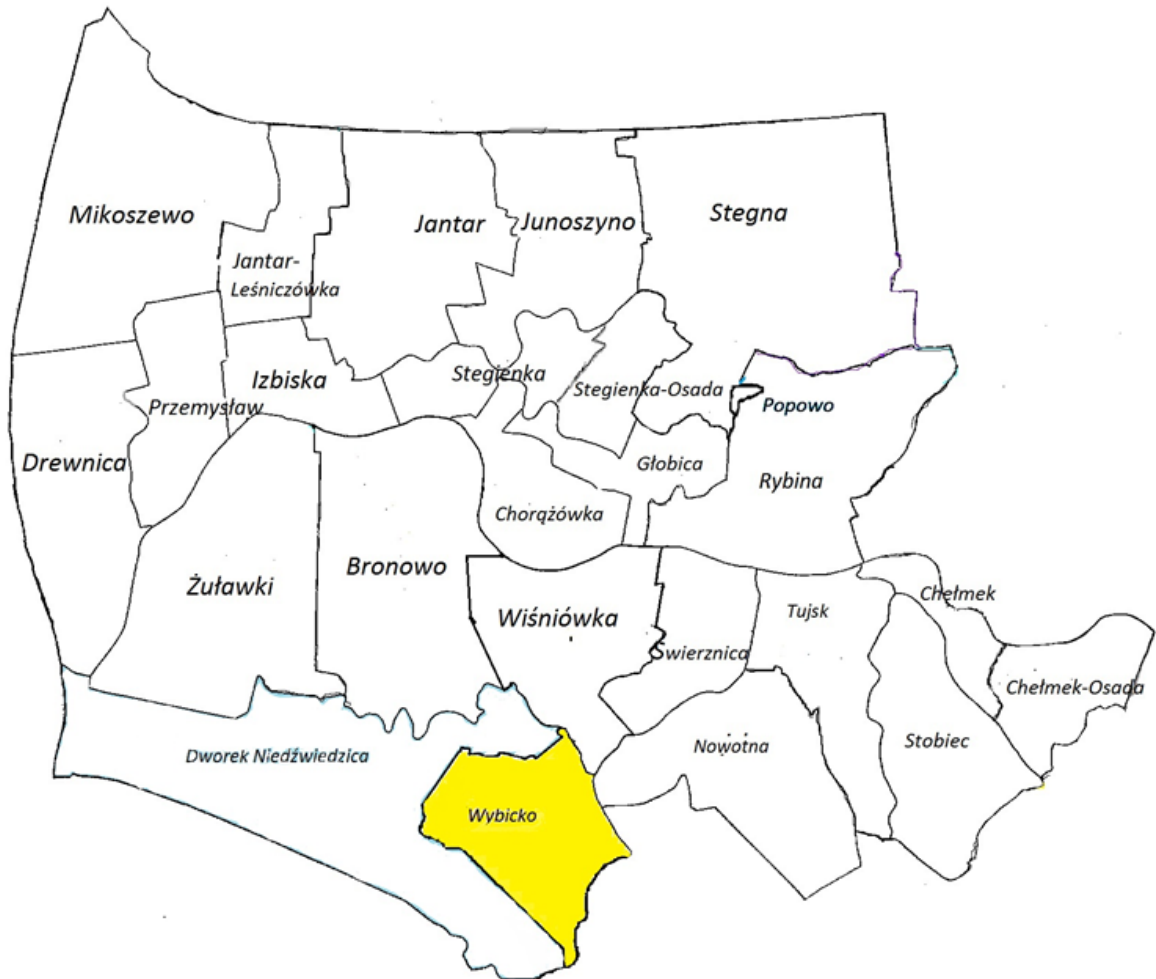 Mikoszewo
Jantar
Junoszyno
Stegna
Jantar-
Leśniczówka
Izbiska
Stegienka
Stegienka-Osada
Przemysław
Popowo
Drewnica
Głobica
Rybina
Chorążówka
Żuławki
Bronowo
Wiśniówka
Świerznica
Tujsk
Chełmek
Chełmek-Osada
Dworek Niedźwiedzica
Nowotna
Stobiec
Wybicko